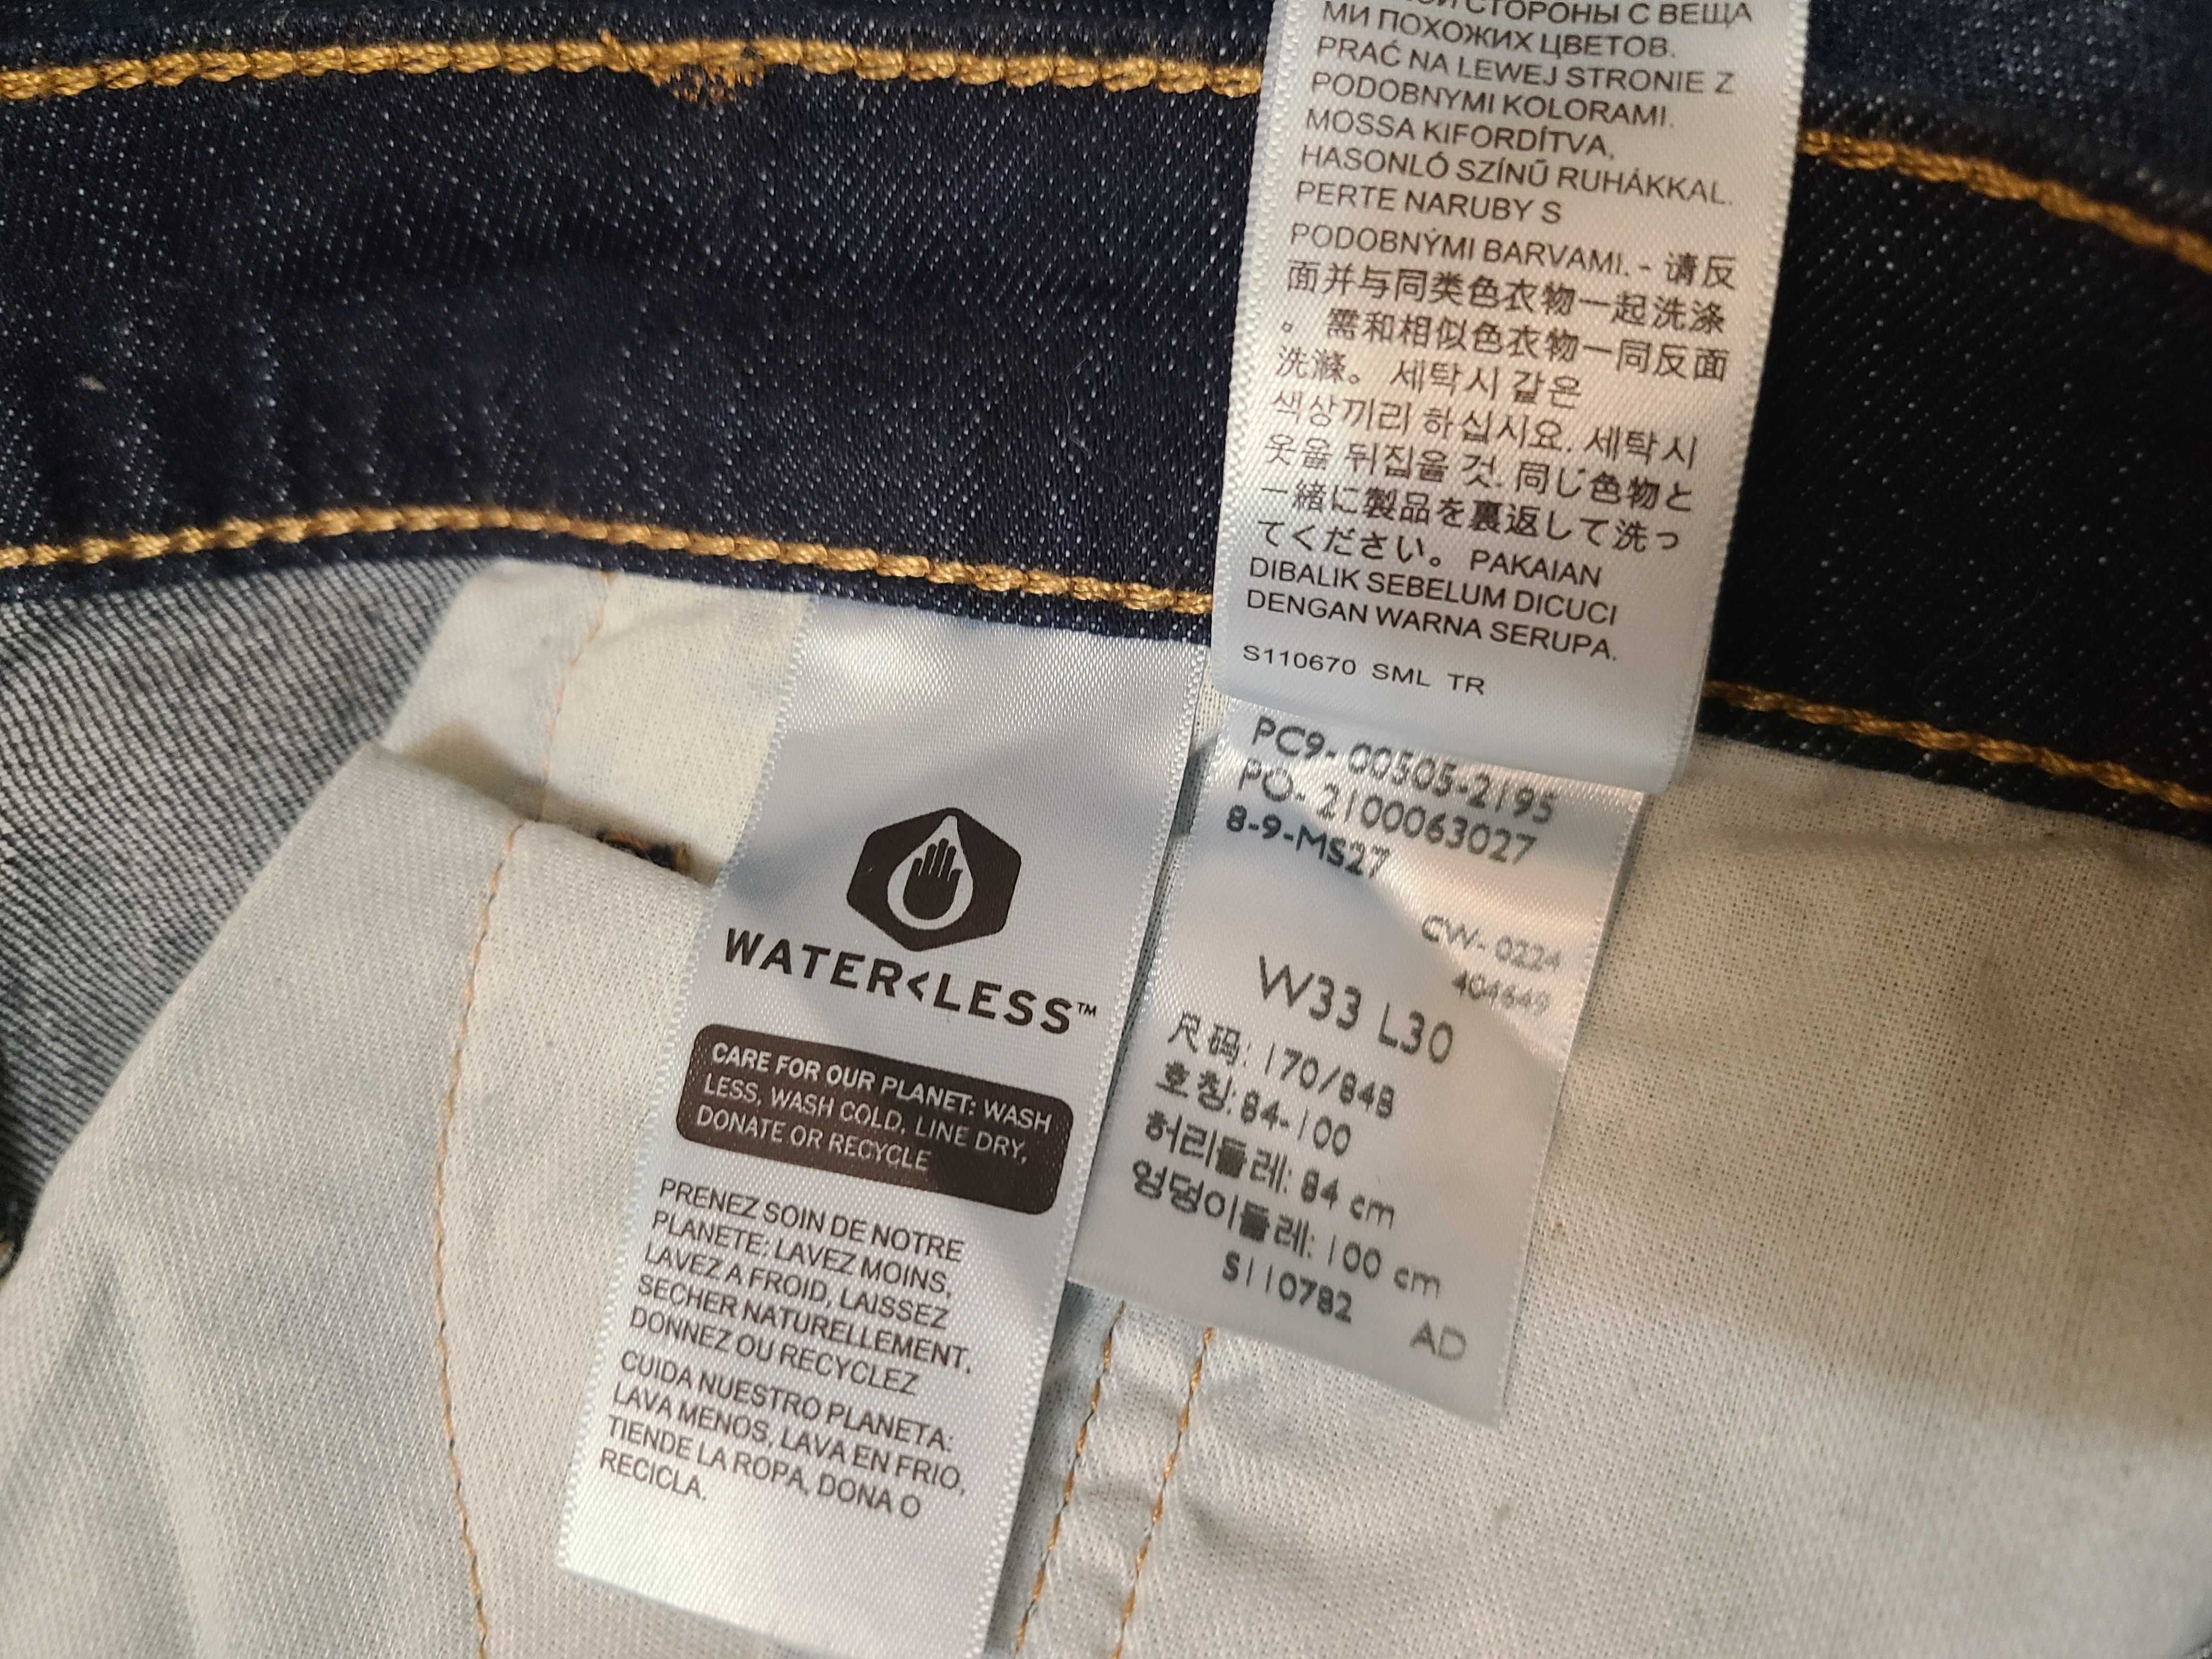 СТОРОНЫ С ВЕЩА
МИ ПОХОЖИХ ЦВЕТОВ.
PRAĆ NA LEWEJ STRONIE Z
PODOBNYMI KOLORAMI.
MOSSA KIFORDÍTVA,
HASONLÓ SZÍNŰ RUHÁKKAL.
PERTE NARUBY S
PODOBNÝMI BARVAMI. - 请反
面并与同类色衣物一起洗涤
。 需和相似色衣物一同反面
洗滌。 세탁시 같은
색상끼리 하십시요. 세탁시
옷을 뒤집을 것. 同じ色物と
一緒に製品を裏返して洗っ
てください。 PAKAIAN
DIBALIK SEBELUM DICUCI
DENGAN WARNA SERUPA.
S110670 SML TR
PC9- 00505-2195
PO- 2100063027
8-9-MS27
CW- 0224
404649
W33 L30
尺码: 170/84B
호칭: 84-100
허리둘레: 84 cm
엉덩이둘레: 100 cm
S110782
AD
WATER<LESS™
CARE FOR OUR PLANET: WASH
LESS, WASH COLD, LINE DRY,
DONATE OR RECYCLE
PRENEZ SOIN DE NOTRE
PLANETE: LAVEZ MOINS,
LAVEZ A FROID, LAISSEZ
SECHER NATURELLEMENT,
DONNEZ OU RECYCLEZ
CUIDA NUESTRO PLANETA:
LAVA MENOS, LAVA EN FRIO,
TIENDE LA ROPA, DONA O
RECICLA.